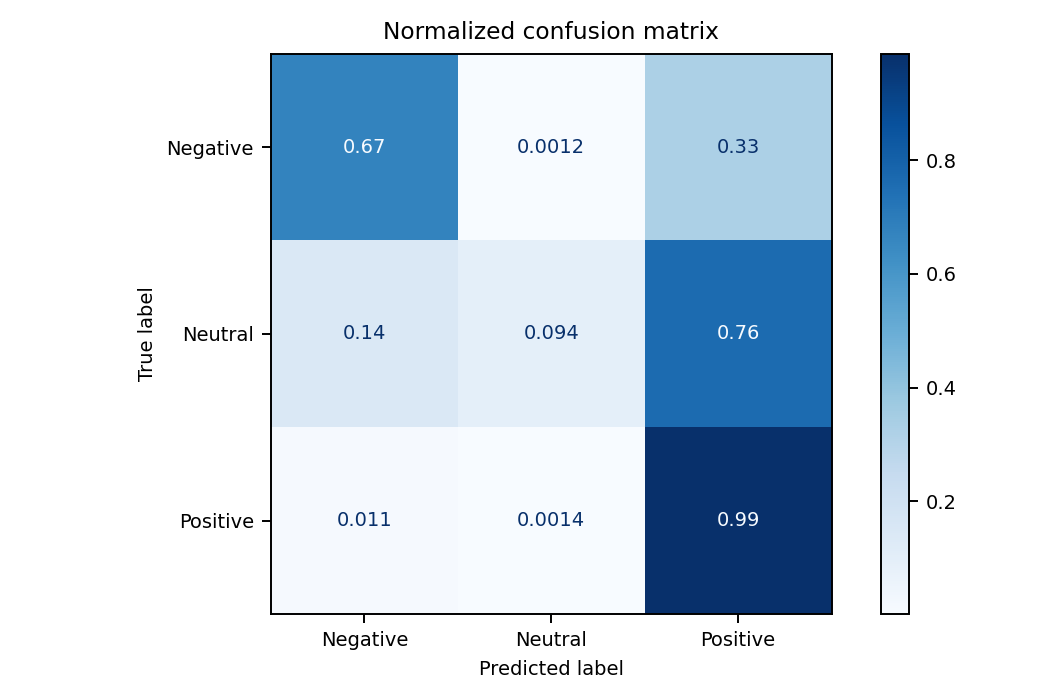 Normalized confusion matrix
Negative 0.67 0.0012 0.33
Neutral 0.14 0.094 0.76
Positive 0.011 0.0014 0.99
True label
Negative Neutral Positive
Predicted label
0.8
0.6
0.4
0.2